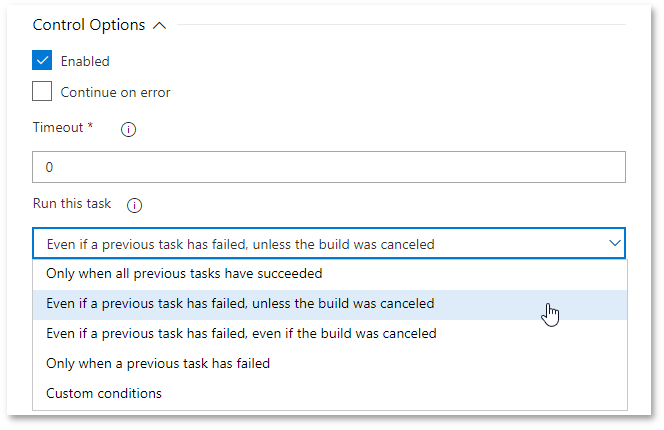 Control Options
Enabled
Continue on error
Timeout *
0
Run this task
Even if a previous task has failed, unless the build was canceled
Only when all previous tasks have succeeded
Even if a previous task has failed, unless the build was canceled
Even if a previous task has failed, even if the build was canceled
Only when a previous task has failed
Custom conditions